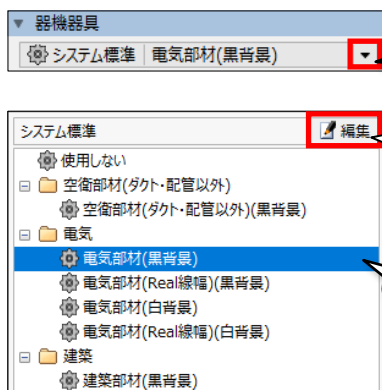 器機器具
システム標準 電気部材(黒背景)
システム標準 編集
使用しない
空衛部材(ダクト・配管以外)
空衛部材(ダクト・配管以外)(黒背景)
電気
電気部材(黒背景)
電気部材(Real線幅)(黒背景)
電気部材(白背景)
電気部材(Real線幅)(白背景)
建築
建築部材(黒背景)